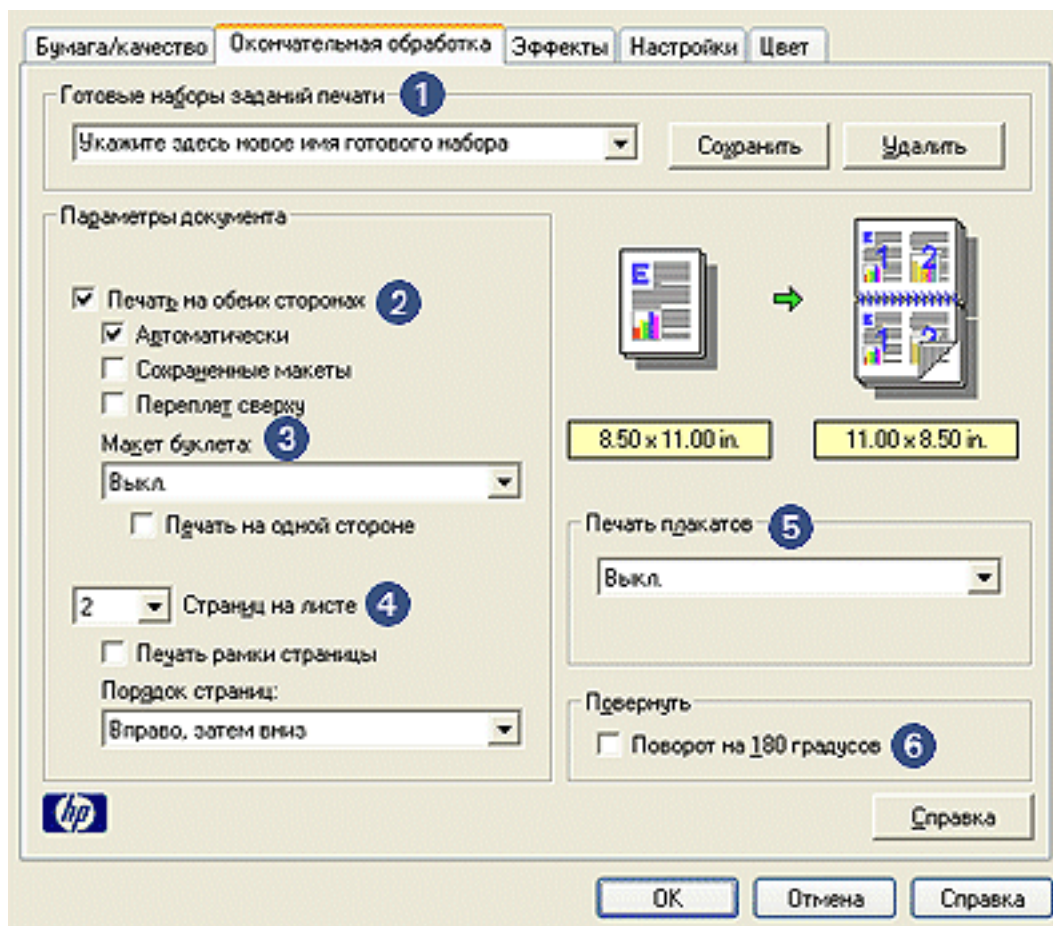 Бумага/качество Окончательная обработка Эффекты Настройки Цвет
Готовые наборы заданий печати 1
Укажите здесь новое имя готового набора Сохранить Удалить
Параметры документа
Печать на обеих сторонах 2
Автоматически
Сохраненные макеты
Переплет сверху
Макет буклета: 3
Выкл.
Печать на одной стороне
2 Страниц на листе 4
Печать рамки страницы
Порядок страниц:
Вправо, затем вниз
E
1 2
1 2
8.50 x 11.00 in. 11.00 x 8.50 in.
Печать плакатов 5
Выкл.
Повернуть
Поворот на 180 градусов 6
hp
Справка
OK Отмена Справка